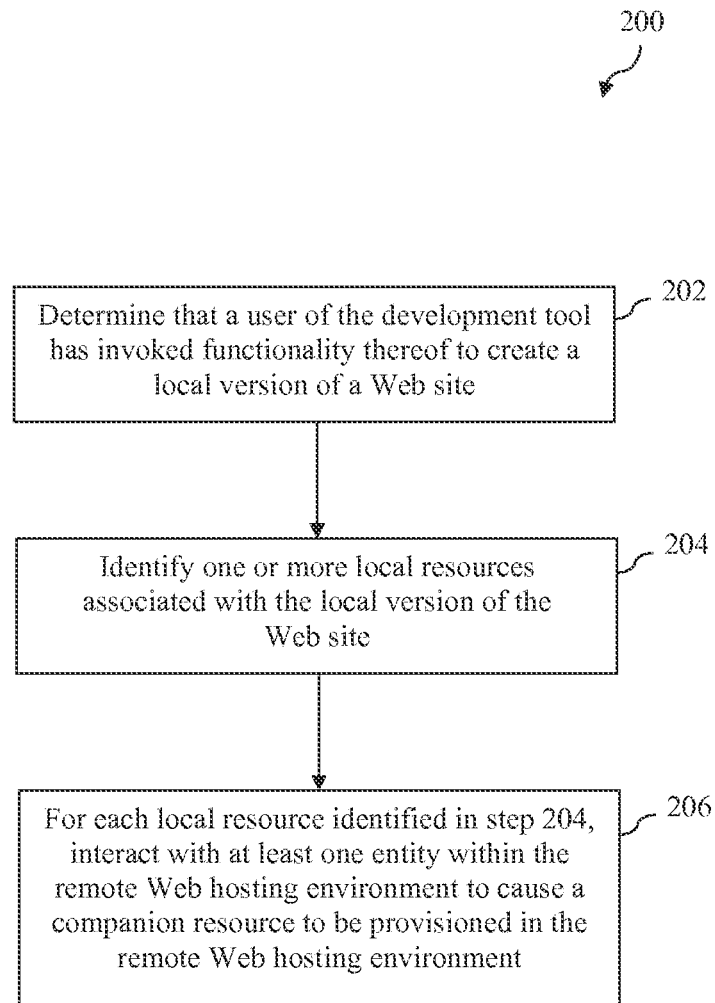 200
202
Determine that a user of the development tool
has invoked functionality thereof to create a
local version of a Web site
204
Identify one or more local resources
associated with the local version of the
Web site
206
For each local resource identified in step 204,
interact with at least one entity within the
remote Web hosting environment to cause a
companion resource to be provisioned in the
remote Web hosting environment